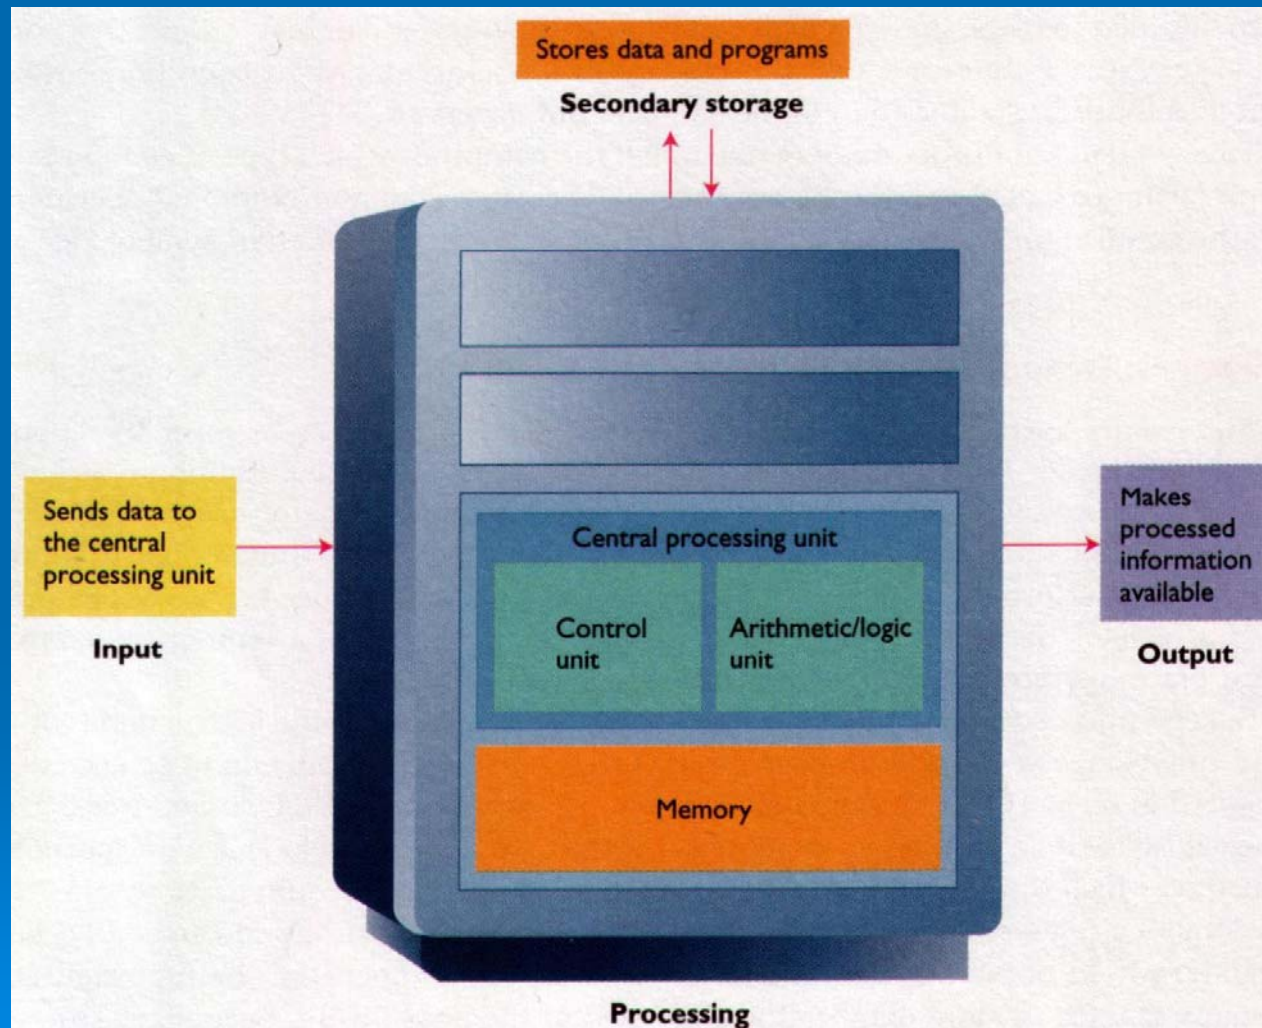 Stores data and programs
Secondary storage
Sends data to
the central
processing unit
Input
Central processing unit
Control
unit
Arithmetic/logic
unit
Memory
Makes
processed
information
available
Output
Processing